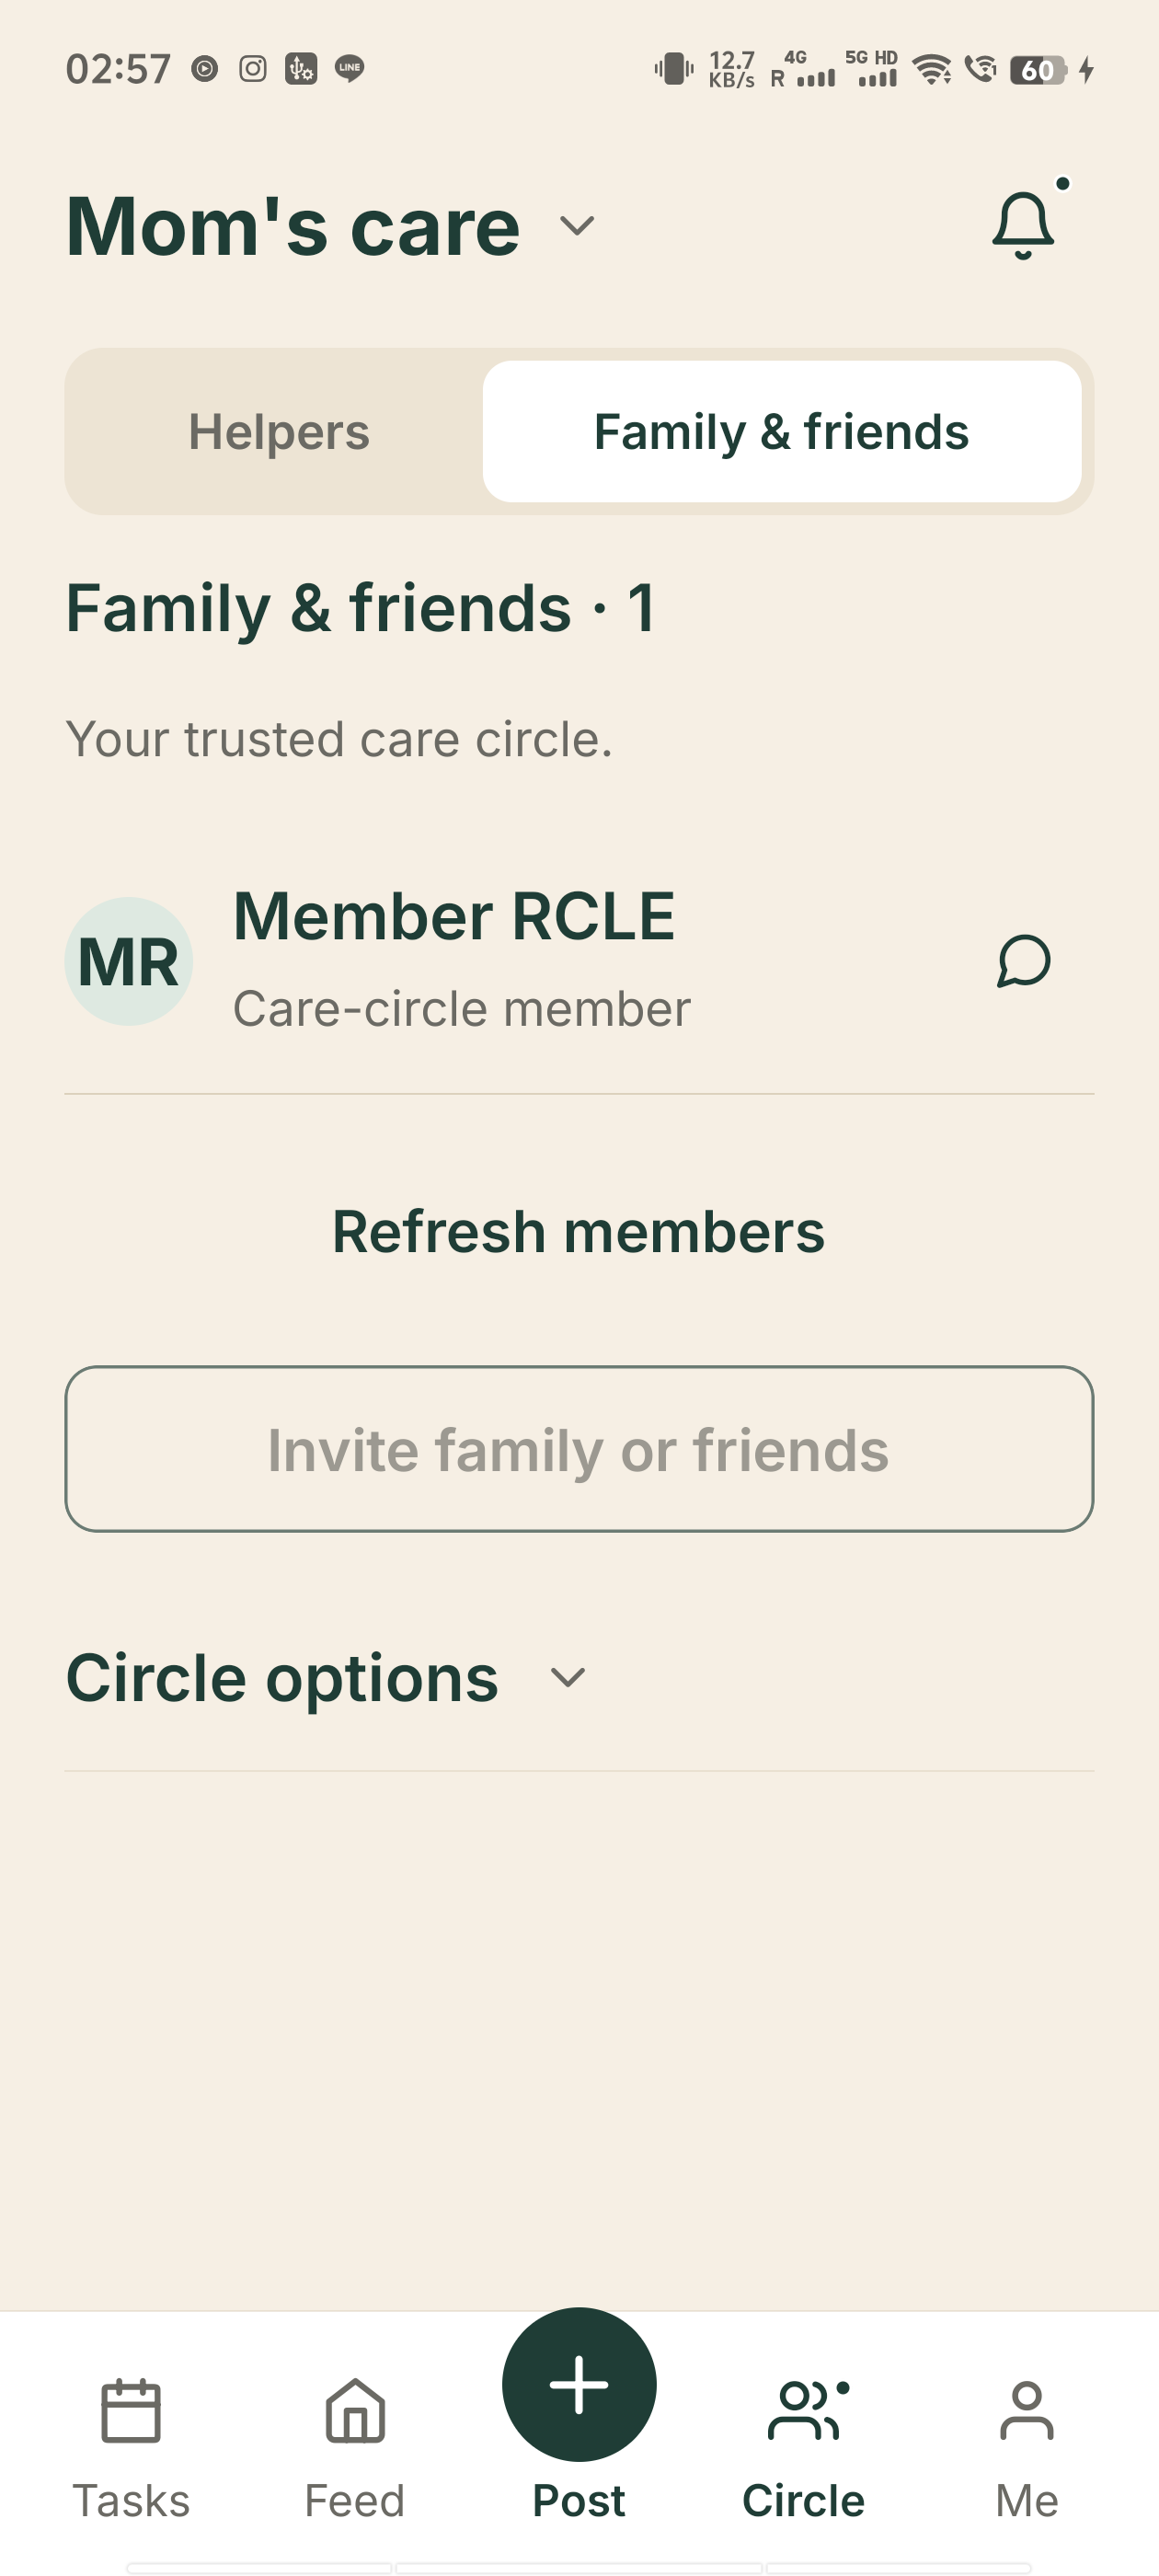 02:57 LINE 12.7 KB/s R 4G 5G HD 60
Mom's care
Helpers Family & friends
Family & friends · 1
Your trusted care circle.
MR Member RCLE
Care-circle member
Refresh members
Invite family or friends
Circle options
Tasks Feed Post Circle Me